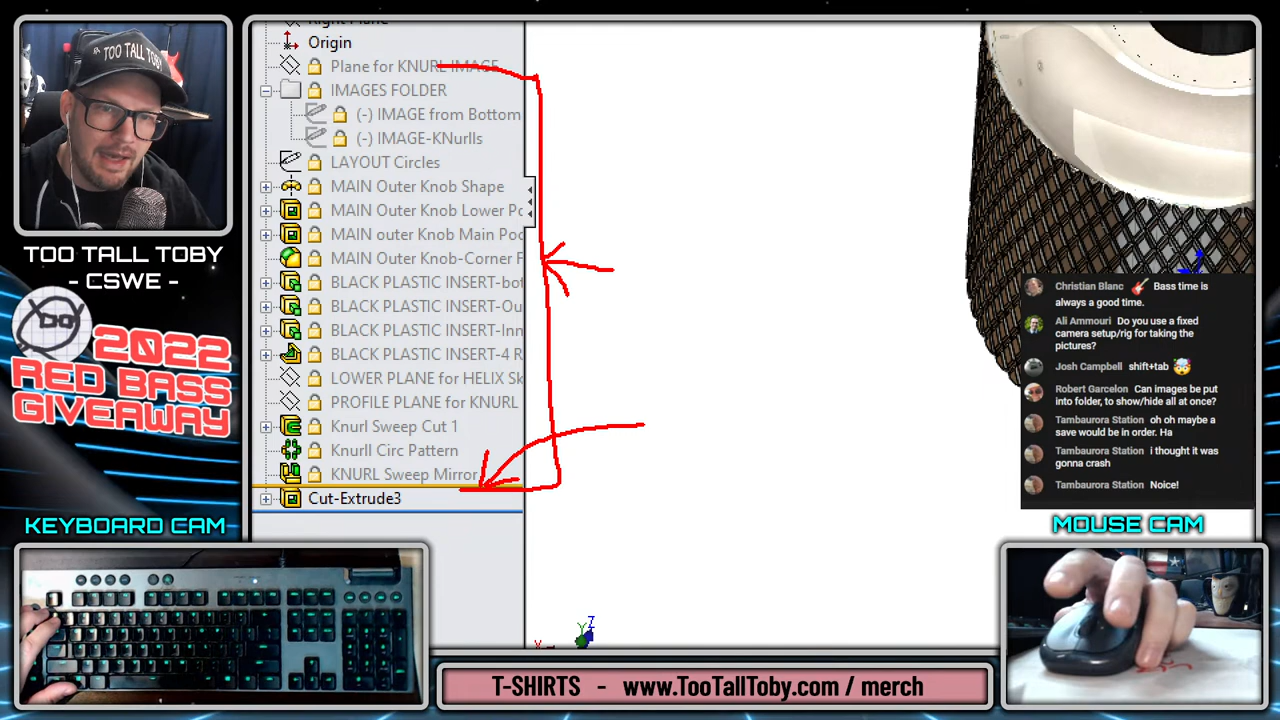 TOO TALL TOBY
TOO TALL TOBY
- CSWE -
2022
RED BASS
GIVEAWAY
KEYBOARD CAM
Origin
Plane for KNURL IMAGE
IMAGES FOLDER
(-) IMAGE from Bottom
(-) IMAGE-KNurlls
LAYOUT Circles
MAIN Outer Knob Shape
MAIN Outer Knob Lower Po
MAIN outer Knob Main Poc
MAIN Outer Knob-Corner F
BLACK PLASTIC INSERT-bot
BLACK PLASTIC INSERT-Ou
BLACK PLASTIC INSERT-Inn
BLACK PLASTIC INSERT-4 R
LOWER PLANE for HELIX Sk
PROFILE PLANE for KNURL
Knurl Sweep Cut 1
Knurll Circ Pattern
KNURL Sweep Mirror
Cut-Extrude3
Y
Z
X
Christian Blanc 🎸 Bass time is
always a good time.
Ali Ammouri Do you use a fixed
camera setup/rig for taking the
pictures?
Josh Campbell shift+tab 🤯
Robert Garcelon Can images be put
into folder, to show/hide all at once?
Tambaurora Station oh oh maybe a
save would be in order. Ha
Tambaurora Station i thought it was
gonna crash
Tambaurora Station Noice!
MOUSE CAM
T-SHIRTS - www.TooTallToby.com / merch